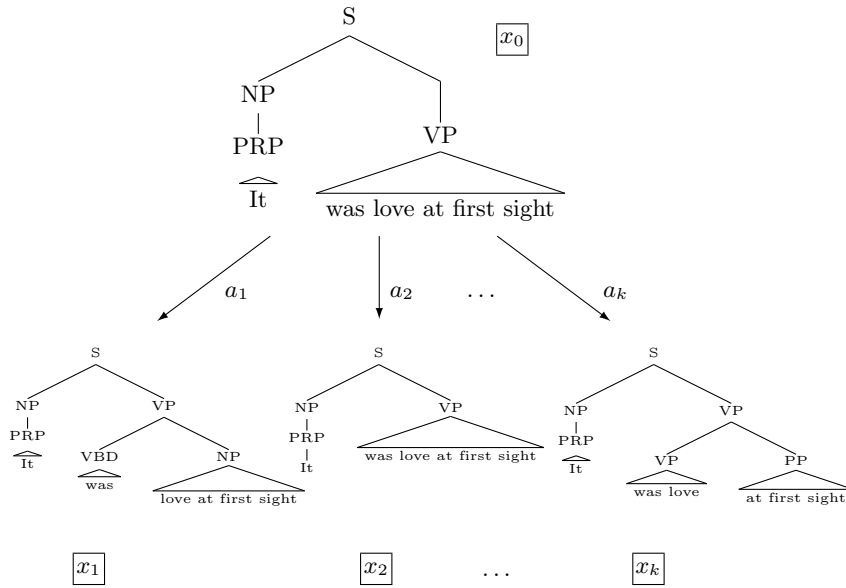 S
x₀
NP
VP
PRP
It
was love at first sight
a₁
a₂
...
aₖ
S
S
S
NP VP
NP VP
NP VP
PRP
PRP
PRP
It
VBD NP
It
was love at first sight
It
VP PP
was
love at first sight
was love
at first sight
x₁
x₂
...
xₖ